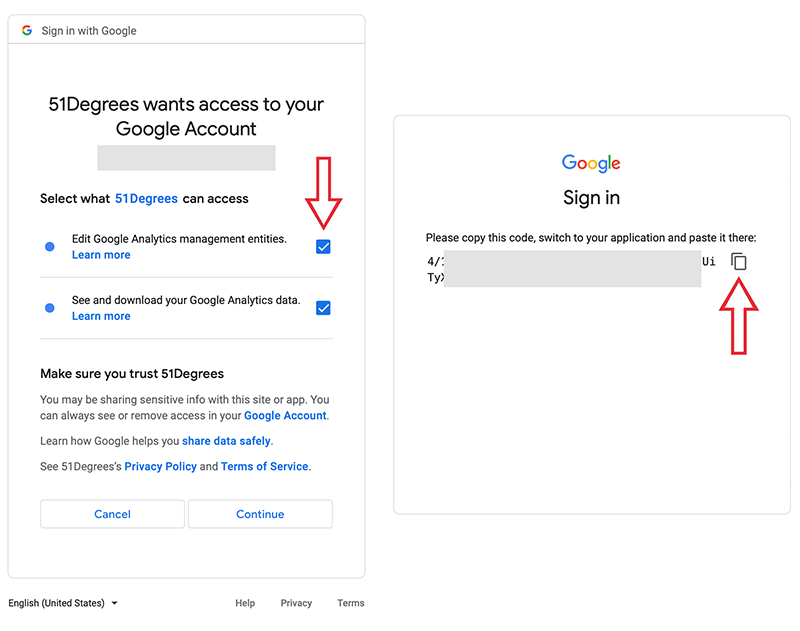 Sign in with Google
51Degrees wants access to your
Google Account
Select what 51Degrees can access
Edit Google Analytics management entities.
Learn more
See and download your Google Analytics data.
Learn more
Make sure you trust 51Degrees
You may be sharing sensitive info with this site or app. You
can always see or remove access in your Google Account.
Learn how Google helps you share data safely.
See 51Degrees's Privacy Policy and Terms of Service.
Cancel
Continue
English (United States)
Help
Privacy
Terms
Google
Sign in
Please copy this code, switch to your application and paste it there:
4/1 Ui
TyX